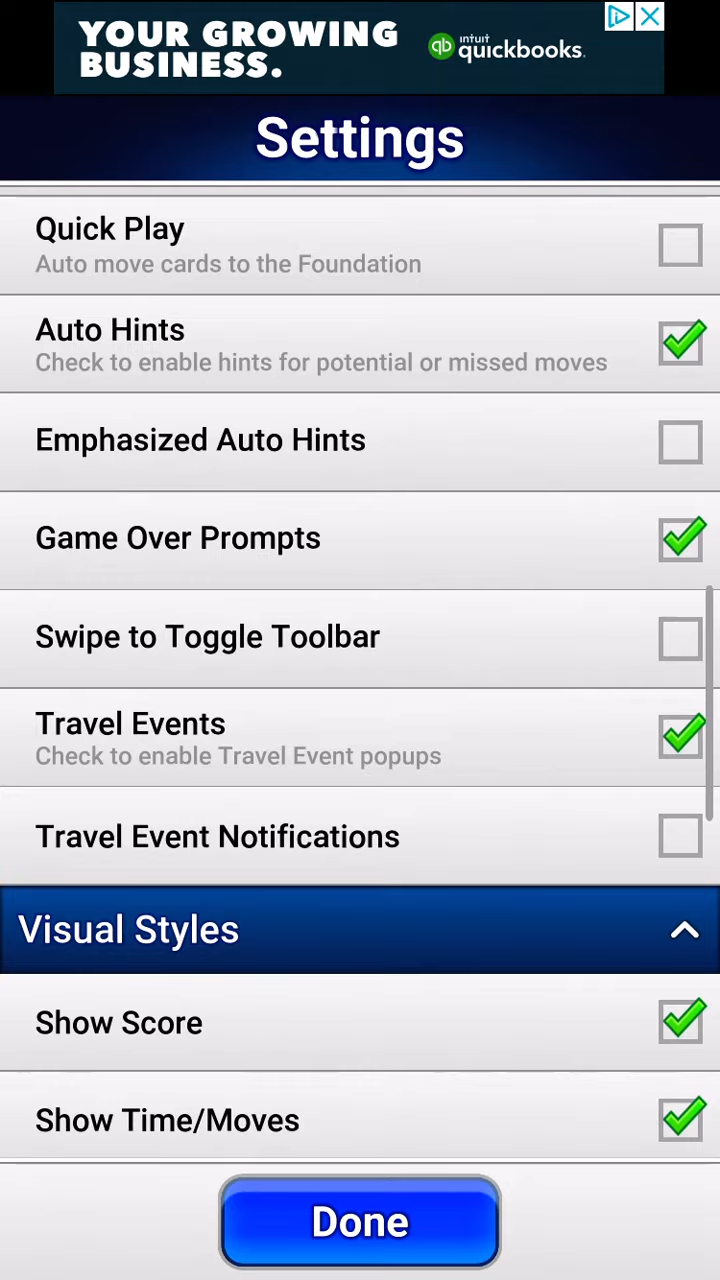 YOUR GROWING
BUSINESS.
qb intuit quickbooks.
Settings
Quick Play
Auto move cards to the Foundation
Auto Hints
Check to enable hints for potential or missed moves
Emphasized Auto Hints
Game Over Prompts
Swipe to Toggle Toolbar
Travel Events
Check to enable Travel Event popups
Travel Event Notifications
Visual Styles
Show Score
Show Time/Moves
Done